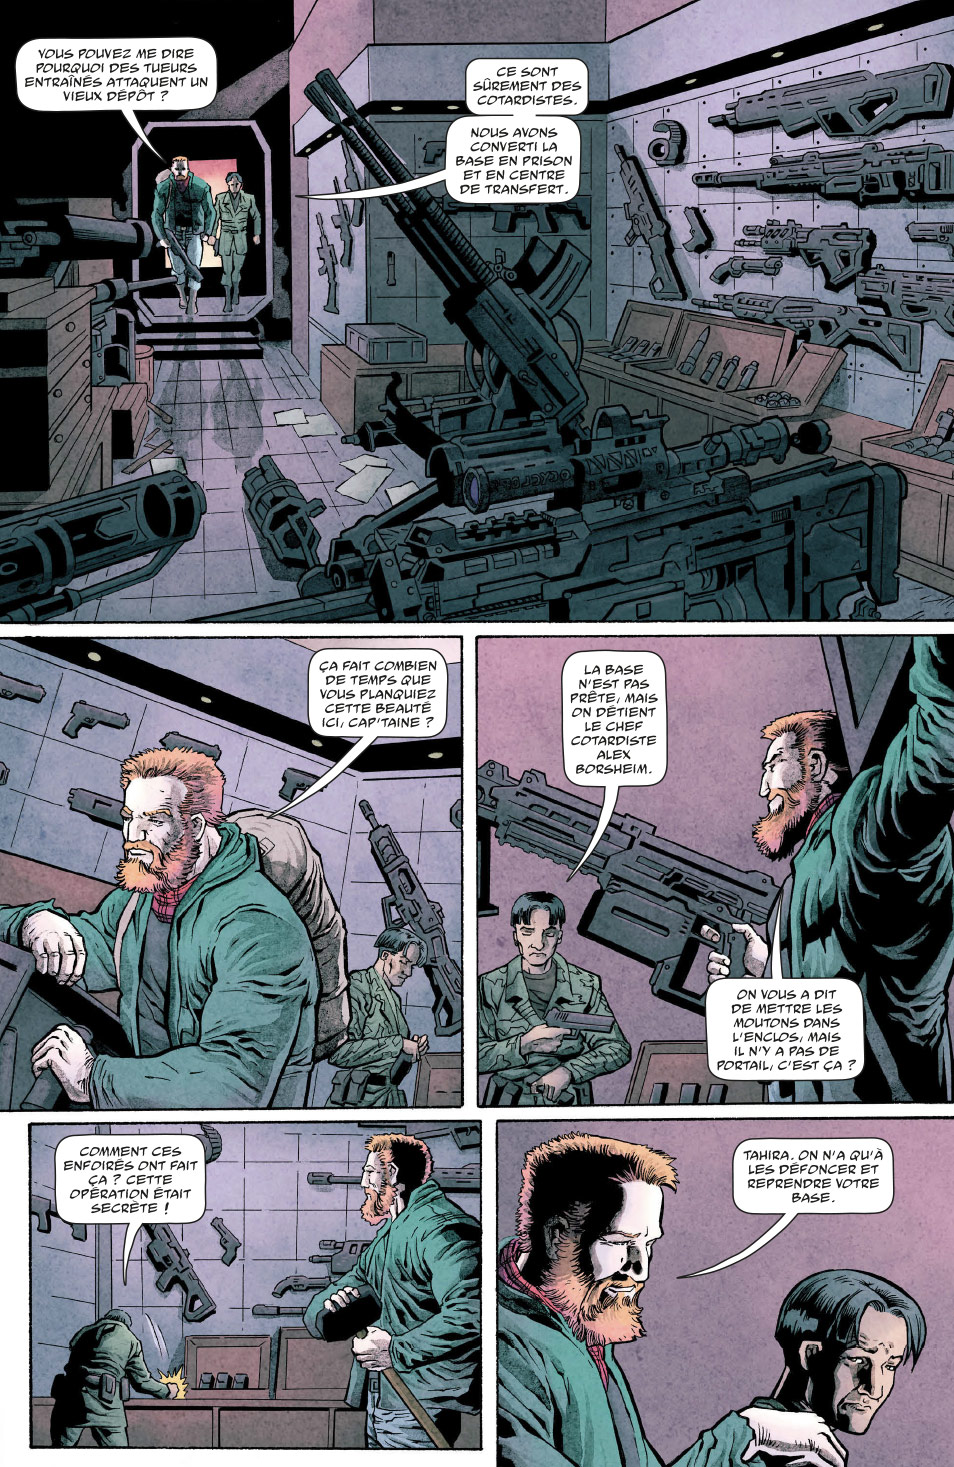 VOUS POUVEZ ME DIRE
POURQUOI DES TUEURS
ENTRAÎNÉS ATTAQUENT UN
VIEUX DÉPÔT ?
CE SONT
SÛREMENT DES
COTARDISTES.
NOUS AVONS
CONVERTI LA
BASE EN PRISON
ET EN CENTRE
DE TRANSFERT.
ÇA FAIT COMBIEN
DE TEMPS QUE
VOUS PLANQUIEZ
CETTE BEAUTÉ
ICI, CAP'TAINE ?
LA BASE
N'EST PAS
PRÊTE, MAIS
ON DÉTIENT
LE CHEF
COTARDISTE
ALEX
BORSHEIM.
ON VOUS A DIT
DE METTRE LES
MOUTONS DANS
L'ENCLOS, MAIS
IL N'Y A PAS DE
PORTAIL, C'EST ÇA ?
COMMENT CES
ENFOIRÉS ONT FAIT
ÇA ? CETTE
OPÉRATION ÉTAIT
SECRÈTE !
TAHIRA. ON N'A QU'À
LES DÉFONCER ET
REPRENDRE VOTRE
BASE.